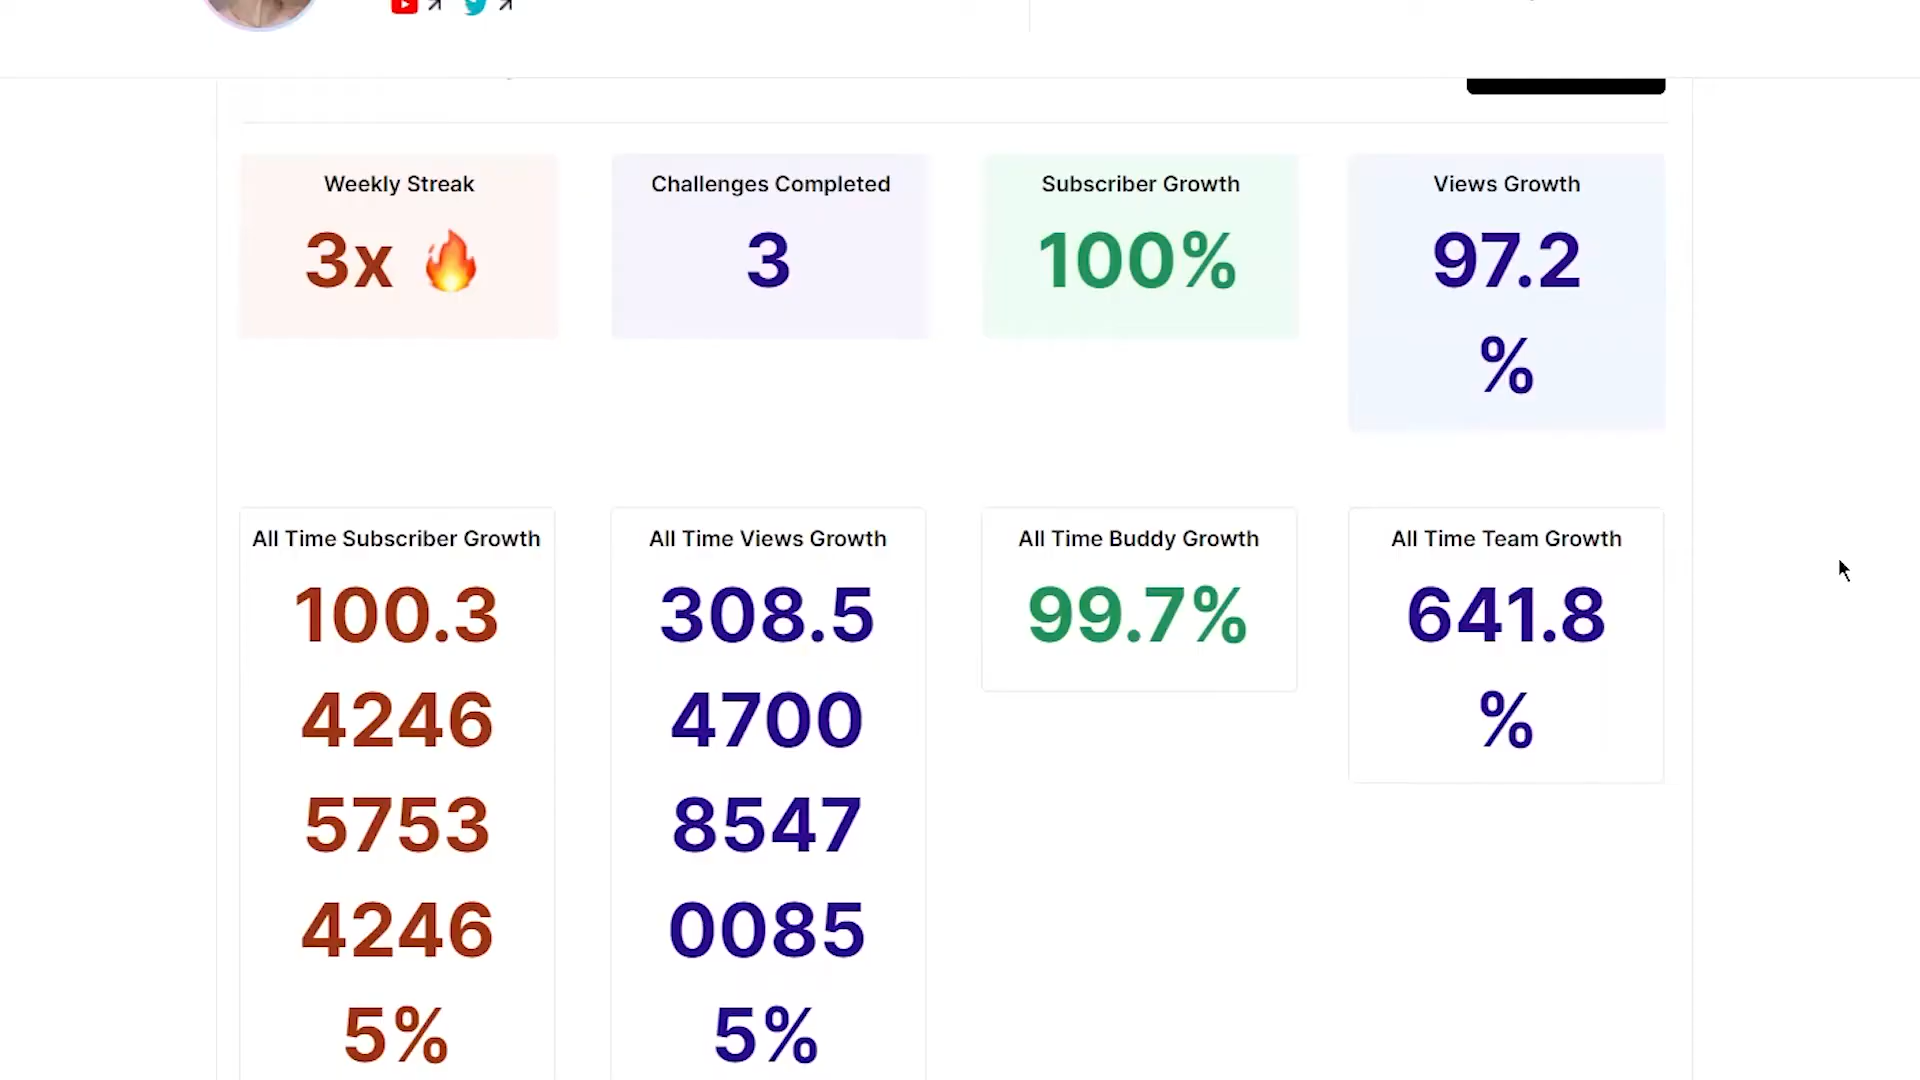 Weekly Streak
3x 🔥
Challenges Completed
3
Subscriber Growth
100%
Views Growth
97.2
%
All Time Subscriber Growth
100.3
4246
5753
4246
5%
All Time Views Growth
308.5
4700
8547
0085
5%
All Time Buddy Growth
99.7%
All Time Team Growth
641.8
%